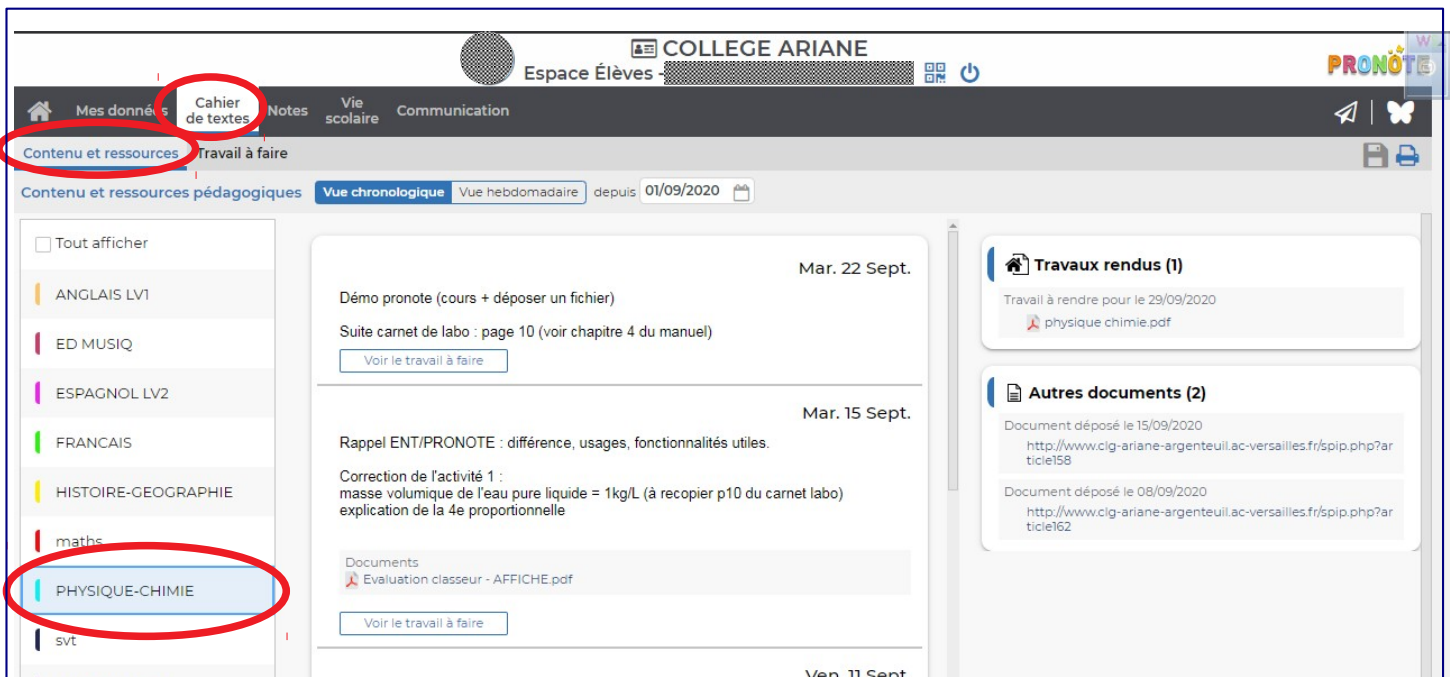 COLLEGE ARIANE
Espace Élèves -
PRONOTE
W
Mes données
Cahier
de textes
Notes
Vie
scolaire
Communication
Contenu et ressources
Travail à faire
Contenu et ressources pédagogiques
Vue chronologique
Vue hebdomadaire
depuis 01/09/2020
Tout afficher
ANGLAIS LV1
ED MUSIQ
ESPAGNOL LV2
FRANCAIS
HISTOIRE-GEOGRAPHIE
maths
PHYSIQUE-CHIMIE
svt
Mar. 22 Sept.
Démo pronote (cours + déposer un fichier)
Suite carnet de labo : page 10 (voir chapitre 4 du manuel)
Voir le travail à faire
Mar. 15 Sept.
Rappel ENT/PRONOTE : différence, usages, fonctionnalités utiles.
Correction de l'activité 1 :
masse volumique de l'eau pure liquide = 1kg/L (à recopier p10 du carnet labo)
explication de la 4e proportionnelle
Documents
Evaluation classeur - AFFICHE.pdf
Voir le travail à faire
Ven. 11 Sept.
Travaux rendus (1)
Travail à rendre pour le 29/09/2020
physique chimie.pdf
Autres documents (2)
Document déposé le 15/09/2020
http://www.clg-ariane-argenteuil.ac-versailles.fr/spip.php?ar
ticle158
Document déposé le 08/09/2020
http://www.clg-ariane-argenteuil.ac-versailles.fr/spip.php?ar
ticle162